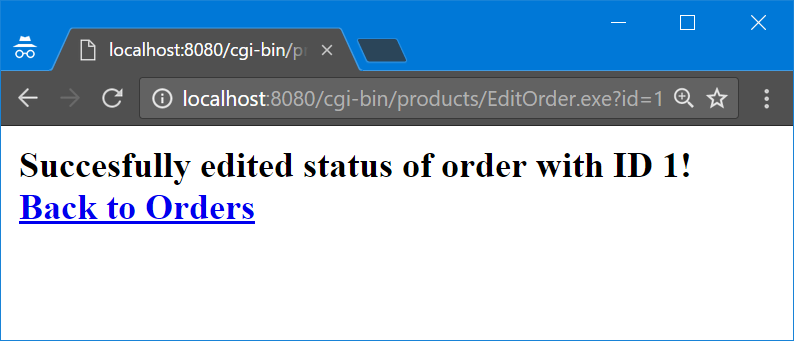 localhost:8080/cgi-bin/p
localhost:8080/cgi-bin/products/EditOrder.exe?id=1
Succesfully edited status of order with ID 1!
Back to Orders